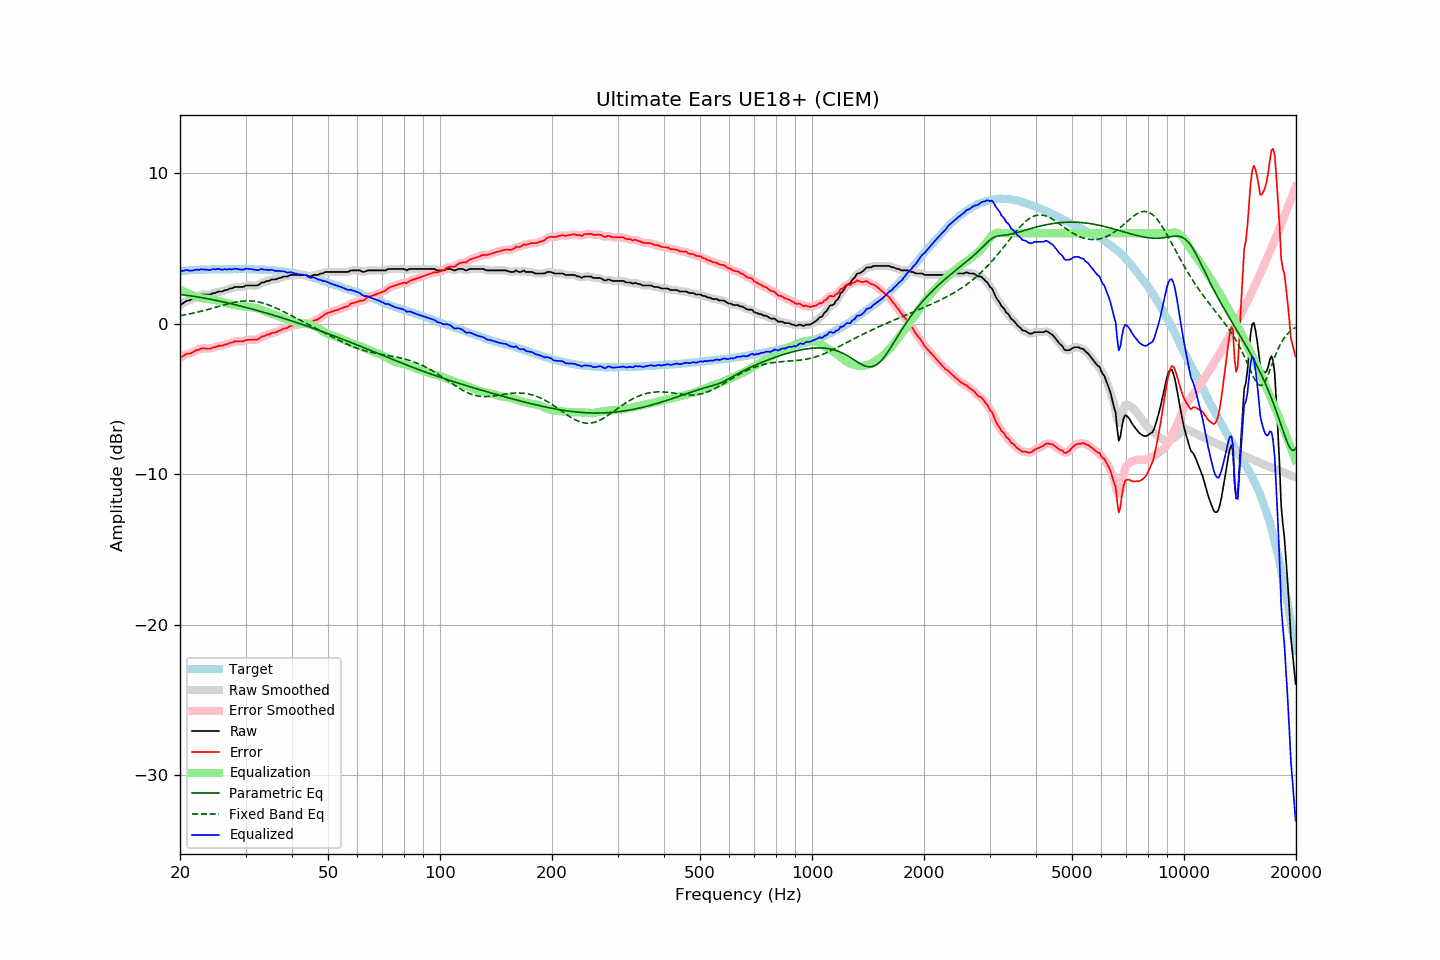 Ultimate Ears UE18+ (CIEM)
10
0
−10
−20
−30
Amplitude (dBr)
Target
Raw Smoothed
Error Smoothed
Raw
Error
Equalization
Parametric Eq
Fixed Band Eq
Equalized
20 50 100 200 500 1000 2000 5000 10000 20000
Frequency (Hz)